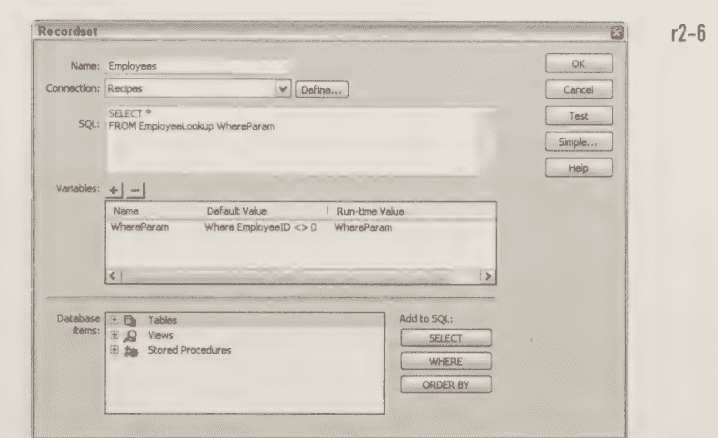 Recordset
r2-6
Name: Employees
OK
Connection: Recipes Define...
Cancel
SQL: SELECT *
FROM EmployeeLookup WhereParam
Test
Simple...
Help
Variables: + −
Name Default Value Run-time Value
WhereParam Where EmployeeID <> 0 WhereParam
Database Items:
Tables
Views
Stored Procedures
Add to SQL:
SELECT
WHERE
ORDER BY